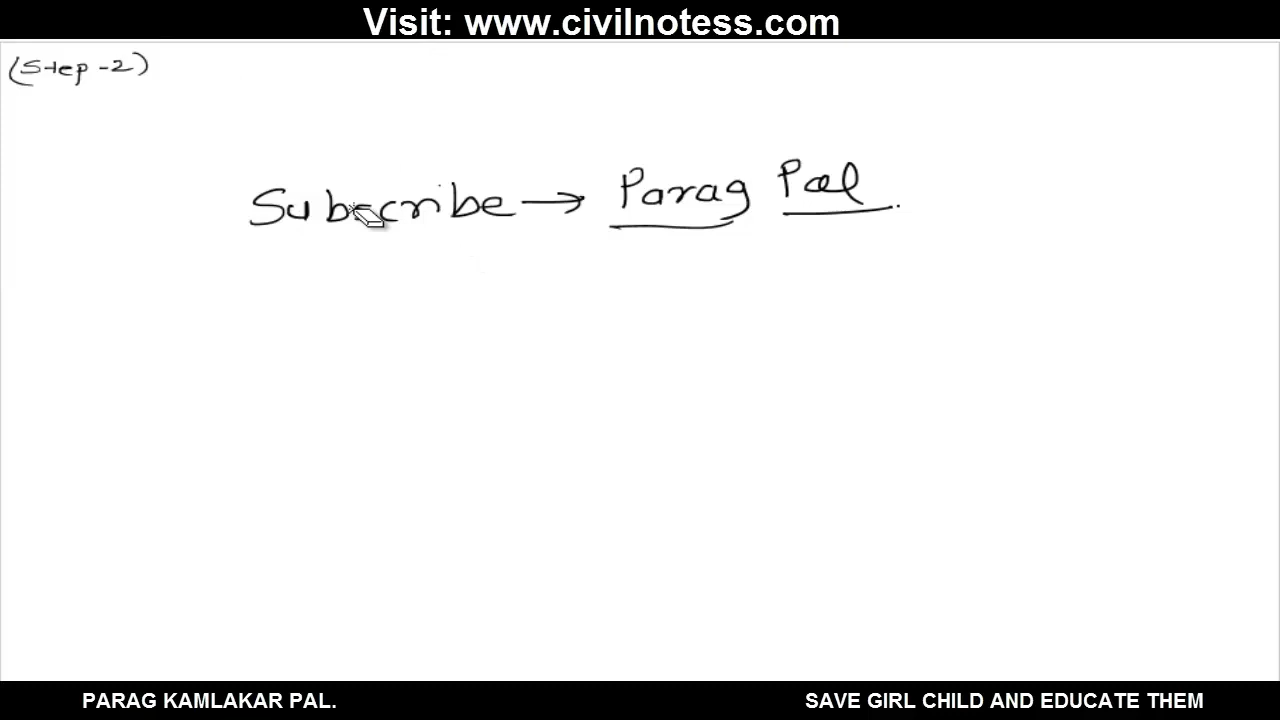 Visit: www.civilnotess.com
(Step-2)
Subscribe → Parag Pal.
PARAG KAMLAKAR PAL.
SAVE GIRL CHILD AND EDUCATE THEM